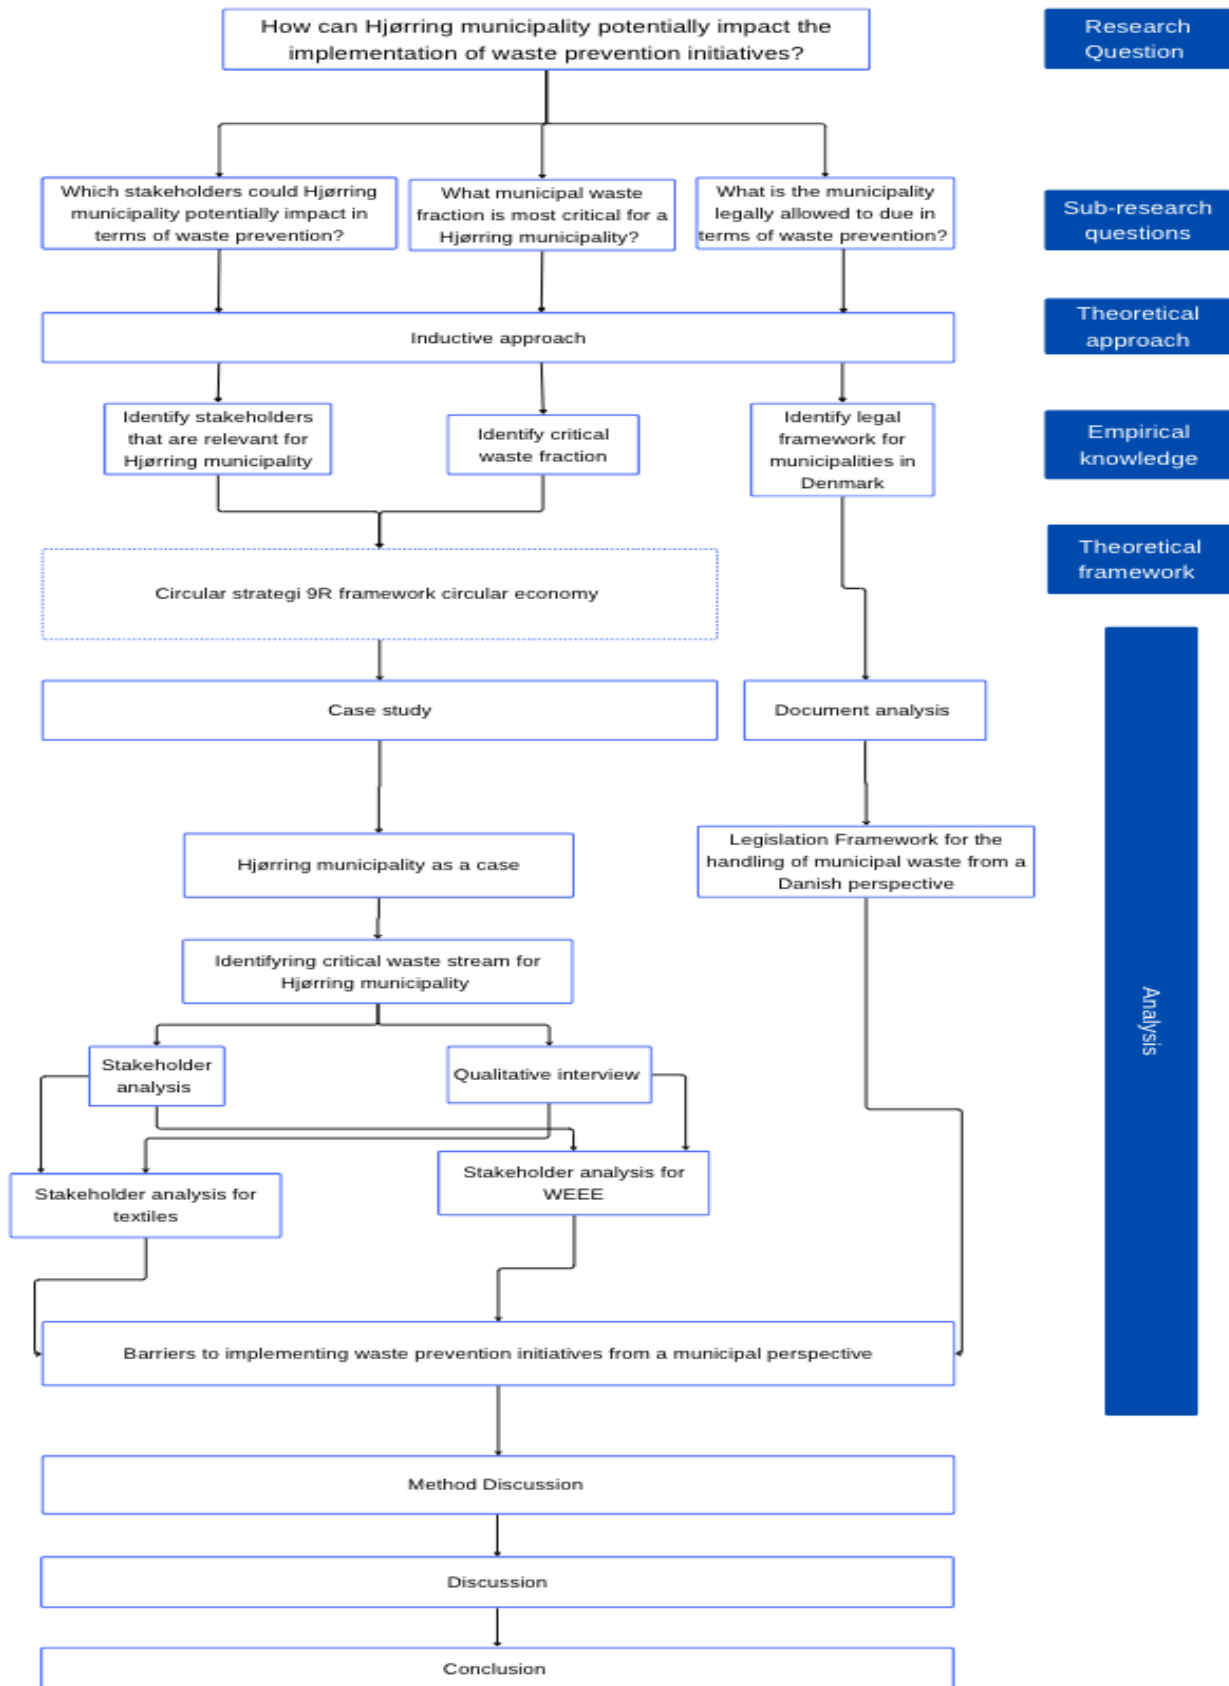 How can Hjørring municipality potentially impact the
implementation of waste prevention initiatives?
Research
Question
Which stakeholders could Hjørring
municipality potentially impact in
terms of waste prevention?
What municipal waste
fraction is most critical for a
Hjørring municipality?
What is the municipality
legally allowed to due in
terms of waste prevention?
Sub-research
questions
Inductive approach
Theoretical
approach
Identify stakeholders
that are relevant for
Hjørring municipality
Identify critical
waste fraction
Identify legal
framework for
municipalities in
Denmark
Empirical
knowledge
Circular strategi 9R framework circular economy
Theoretical
framework
Case study
Document analysis
Hjørring municipality as a case
Legislation Framework for the
handling of municipal waste from a
Danish perspective
Identifyring critical waste stream for
Hjørring municipality
Analysis
Stakeholder
analysis
Qualitative interview
Stakeholder analysis for
textiles
Stakeholder analysis for
WEEE
Barriers to implementing waste prevention initiatives from a municipal perspective
Method Discussion
Discussion
Conclusion